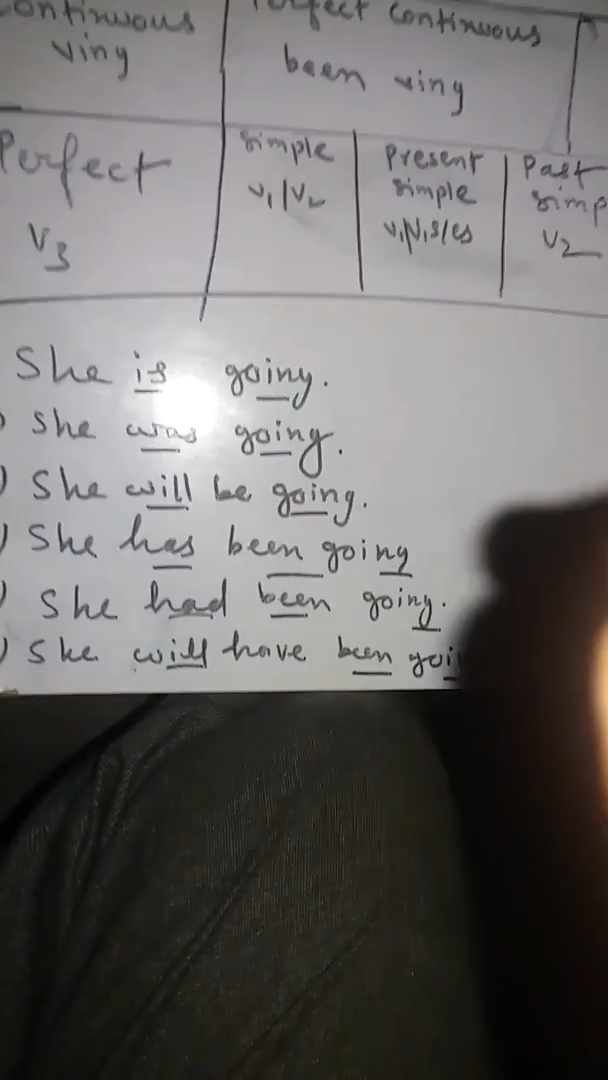 continuous
ving
Perfect continuous
been ving
Perfect
V3
simple
v1/v2
Present
simple
v1/v1s/es
Past
simp
v2
She is going.
She was going.
) She will be going.
) She has been going
) She had been going.
) She will have been goi